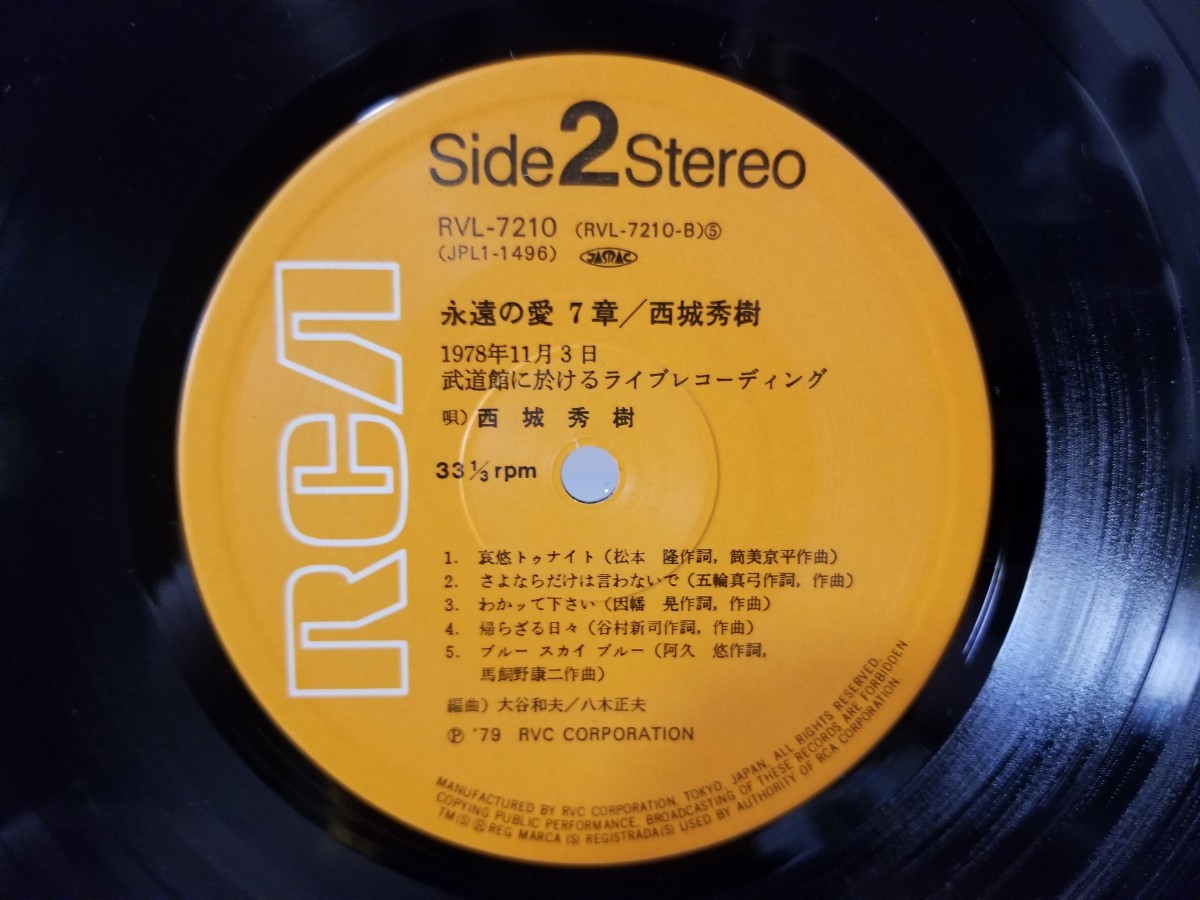 Side 2 Stereo
RVL-7210 (RVL-7210-B)⑤
(JPL1-1496) JASRAC
永遠の愛 7章／西城秀樹
1978年11月3日
武道館に於けるライブレコーディング
唄) 西城秀樹
33 1/3 rpm
RCA
1. 哀愁トゥナイト (松本 隆作詞, 筒美京平作曲)
2. さよならだけは言わないで (五輪真弓作詞, 作曲)
3. わかって下さい (因幡 晃作詞, 作曲)
4. 帰らざる日々 (谷村新司作詞, 作曲)
5. ブルー スカイ ブルー (阿久 悠作詞,
馬飼野康二作曲)
編曲) 大谷和夫／八木正夫
Ⓟ '79 RVC CORPORATION
MANUFACTURED BY RVC CORPORATION, TOKYO, JAPAN. ALL RIGHTS RESERVED.
COPYING PUBLIC PERFORMANCE, BROADCASTING OF THESE RECORDS ARE FORBIDDEN.
TM(S) ® REG MARCA(S) REGISTRADA(S) USED BY AUTHORITY OF RCA CORPORATION.